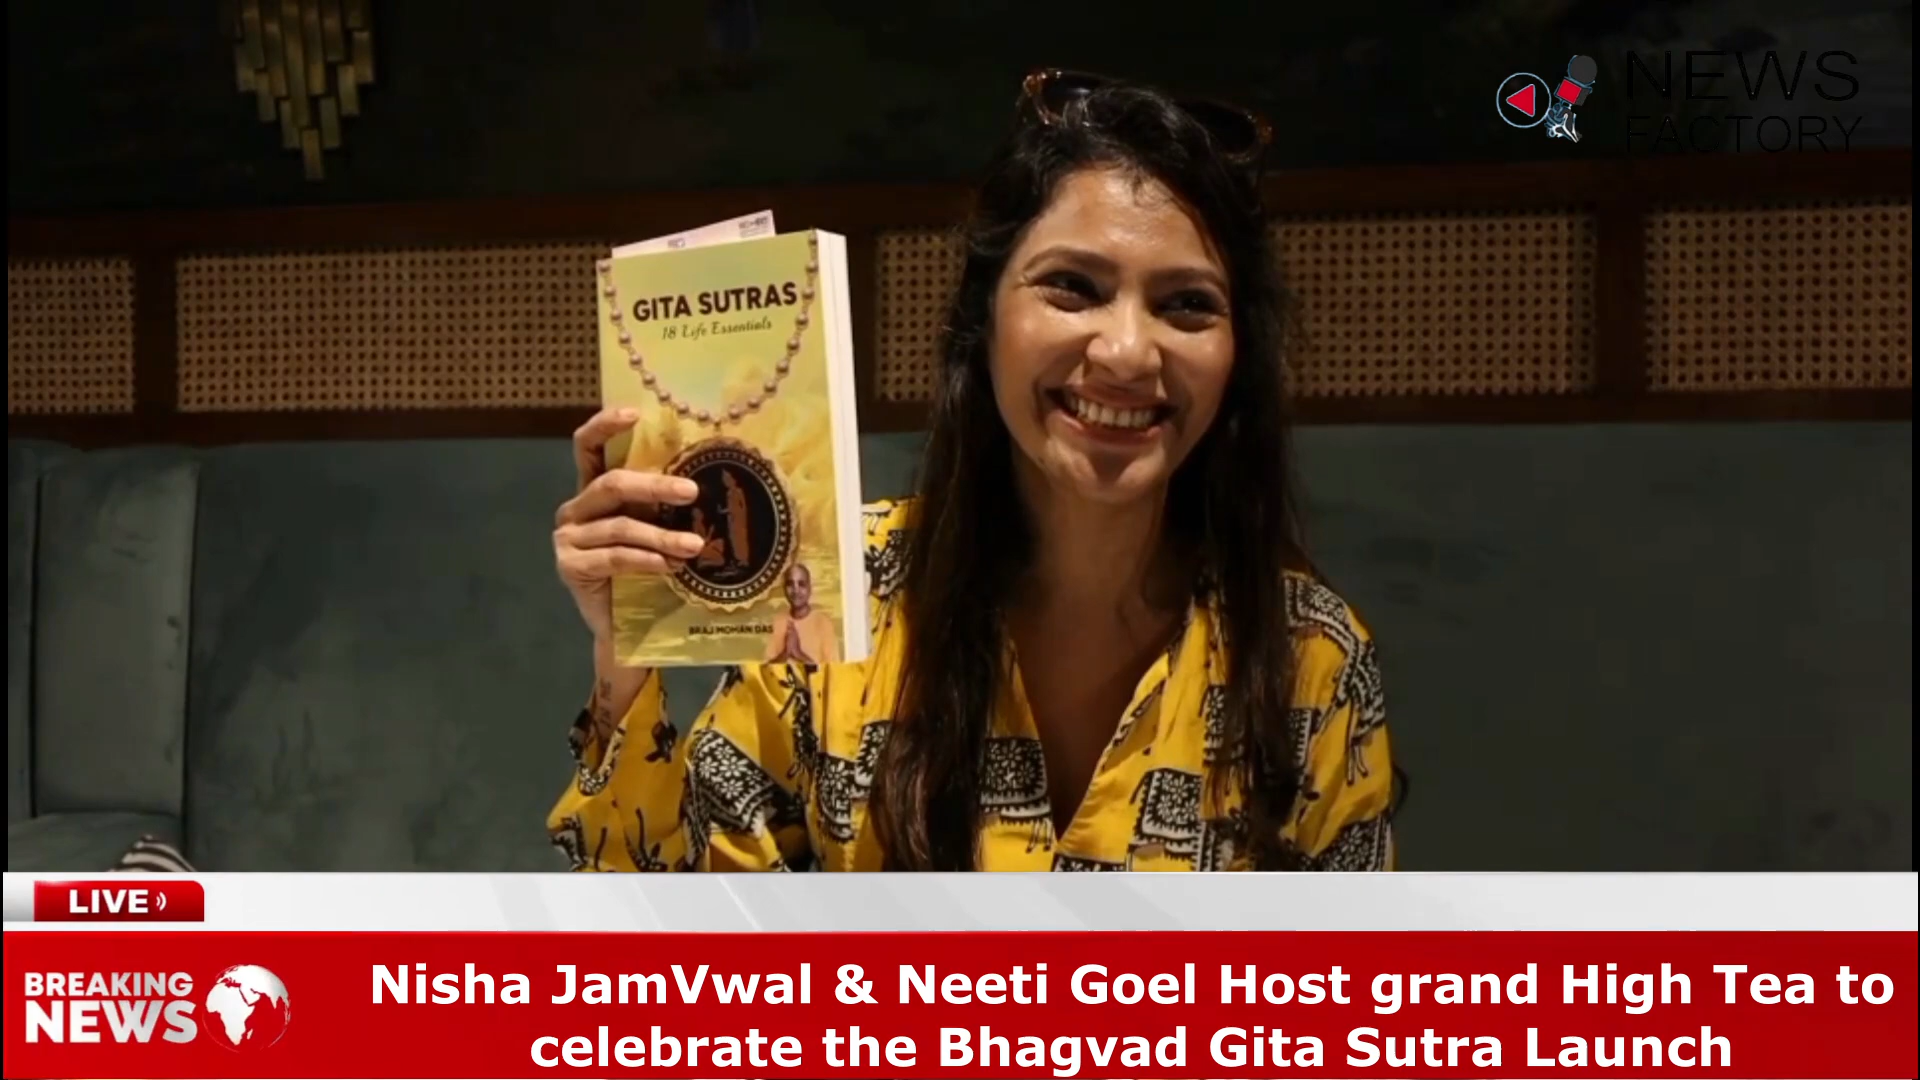 NEWS
FACTORY
GITA SUTRAS
18 Life Essentials
BRAJ MOHAN DAS
LIVE
BREAKING
NEWS
Nisha JamVwal & Neeti Goel Host grand High Tea to
celebrate the Bhagvad Gita Sutra Launch